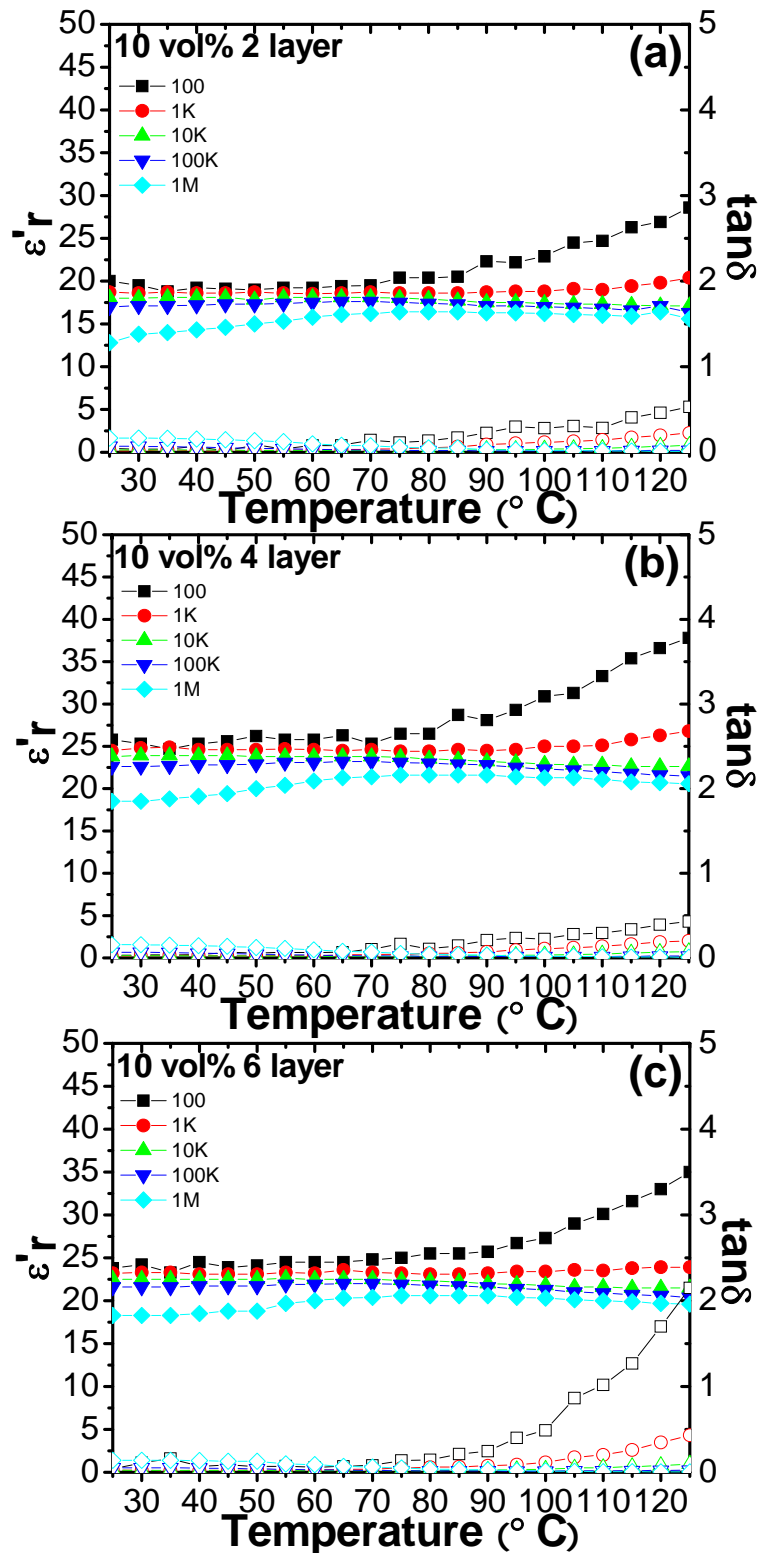 10 vol% 2 layer
(a)
100
1K
10K
100K
1M
50
45
40
35
30
25
20
15
10
5
0
ε'r
5
4
3
2
1
0
tanδ
30 40 50 60 70 80 90 100 110 120
Temperature (° C)
10 vol% 4 layer
(b)
100
1K
10K
100K
1M
50
45
40
35
30
25
20
15
10
5
0
ε'r
5
4
3
2
1
0
tanδ
30 40 50 60 70 80 90 100 110 120
Temperature (° C)
10 vol% 6 layer
(c)
100
1K
10K
100K
1M
50
45
40
35
30
25
20
15
10
5
0
ε'r
5
4
3
2
1
0
tanδ
30 40 50 60 70 80 90 100 110 120
Temperature (° C)